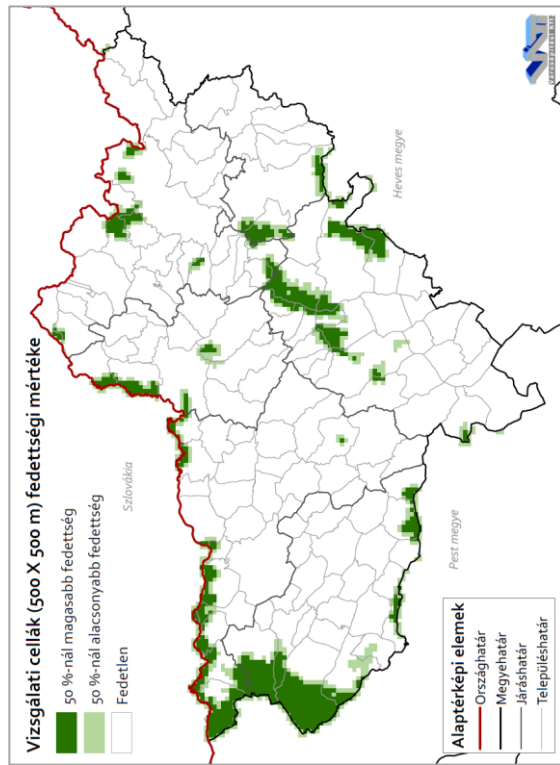 Vizsgálati cellák (500 X 500 m) fedettségi mértéke
50 %-nál magasabb fedettség
50 %-nál alacsonyabb fedettség
Fedetlen
Szlovákia
Heves megye
Pest megye
Alaptérképi elemek
Országhatár
Megyehatár
Járáshatár
Településhatár